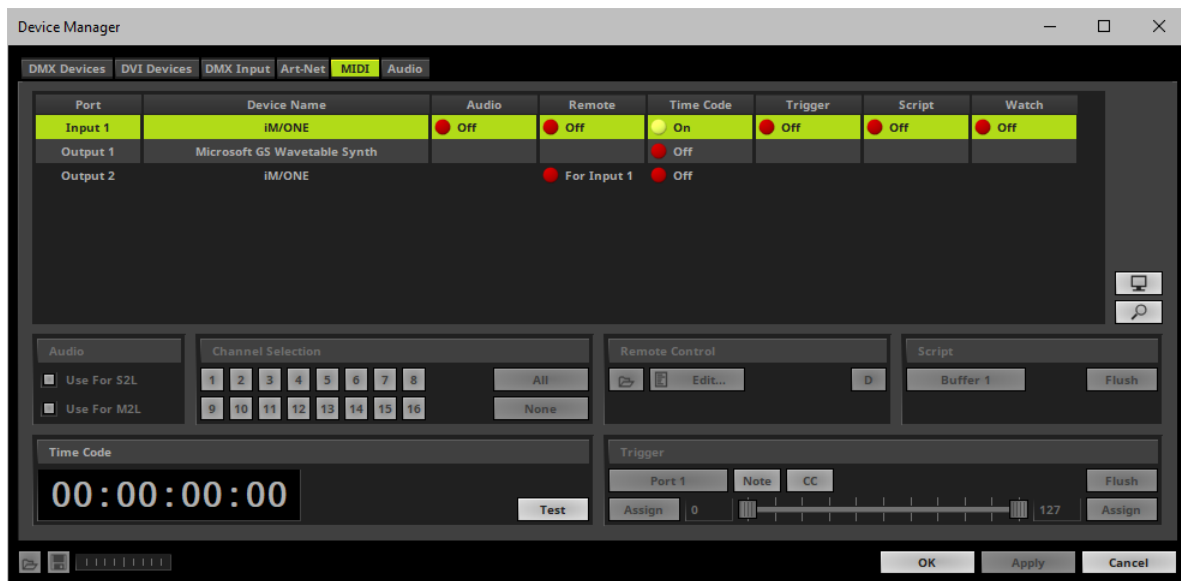 Device Manager
DMX Devices DVI Devices DMX Input Art-Net MIDI Audio
Port Device Name Audio Remote Time Code Trigger Script Watch
Input 1 iM/ONE Off Off On Off Off Off
Output 1 Microsoft GS Wavetable Synth Off
Output 2 iM/ONE For Input 1 Off
Audio Channel Selection Remote Control Script
Use For S2L 1 2 3 4 5 6 7 8 All Edit... D Buffer 1 Flush
Use For M2L 9 10 11 12 13 14 15 16 None
Time Code Trigger
00:00:00:00 Port 1 Note CC Flush
Test Assign 0 127 Assign
OK Apply Cancel